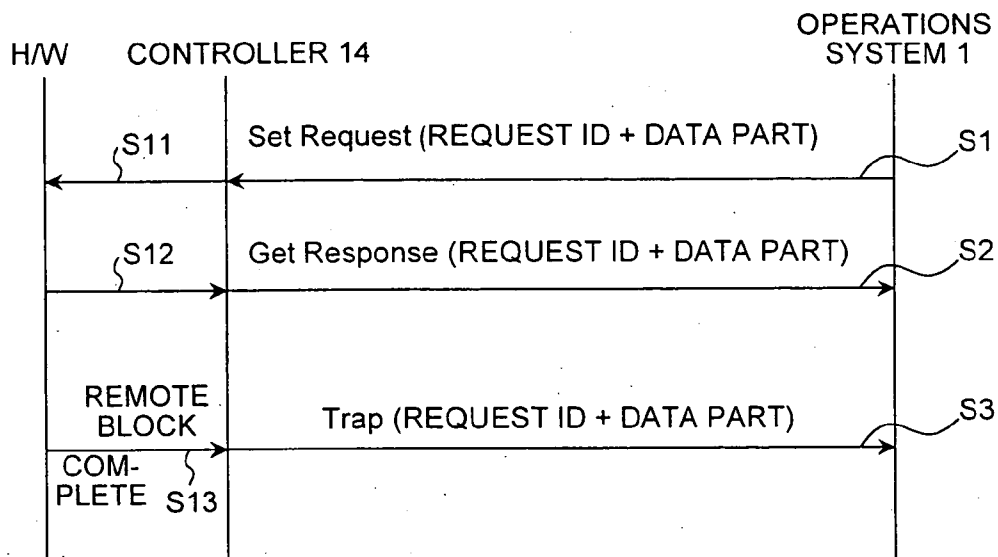 OPERATIONS
SYSTEM 1
H/W
CONTROLLER 14
S11
Set Request (REQUEST ID + DATA PART)
S1
S12
Get Response (REQUEST ID + DATA PART)
S2
REMOTE
BLOCK
COM-
PLETE
S13
Trap (REQUEST ID + DATA PART)
S3